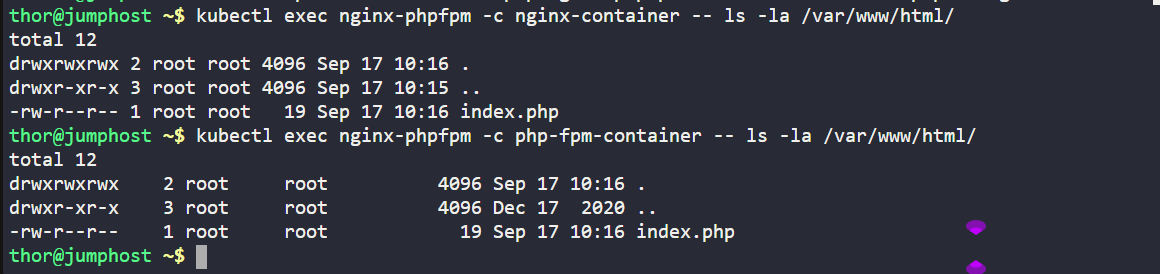 thor@jumphost ~$ kubectl exec nginx-phpfpm -c nginx-container -- ls -la /var/www/html/
total 12
drwxrwxrwx 2 root root 4096 Sep 17 10:16 .
drwxr-xr-x 3 root root 4096 Sep 17 10:15 ..
-rw-r--r-- 1 root root   19 Sep 17 10:16 index.php
thor@jumphost ~$ kubectl exec nginx-phpfpm -c php-fpm-container -- ls -la /var/www/html/
total 12
drwxrwxrwx    2 root     root          4096 Sep 17 10:16 .
drwxr-xr-x    3 root     root          4096 Dec 17  2020 ..
-rw-r--r--    1 root     root            19 Sep 17 10:16 index.php
thor@jumphost ~$